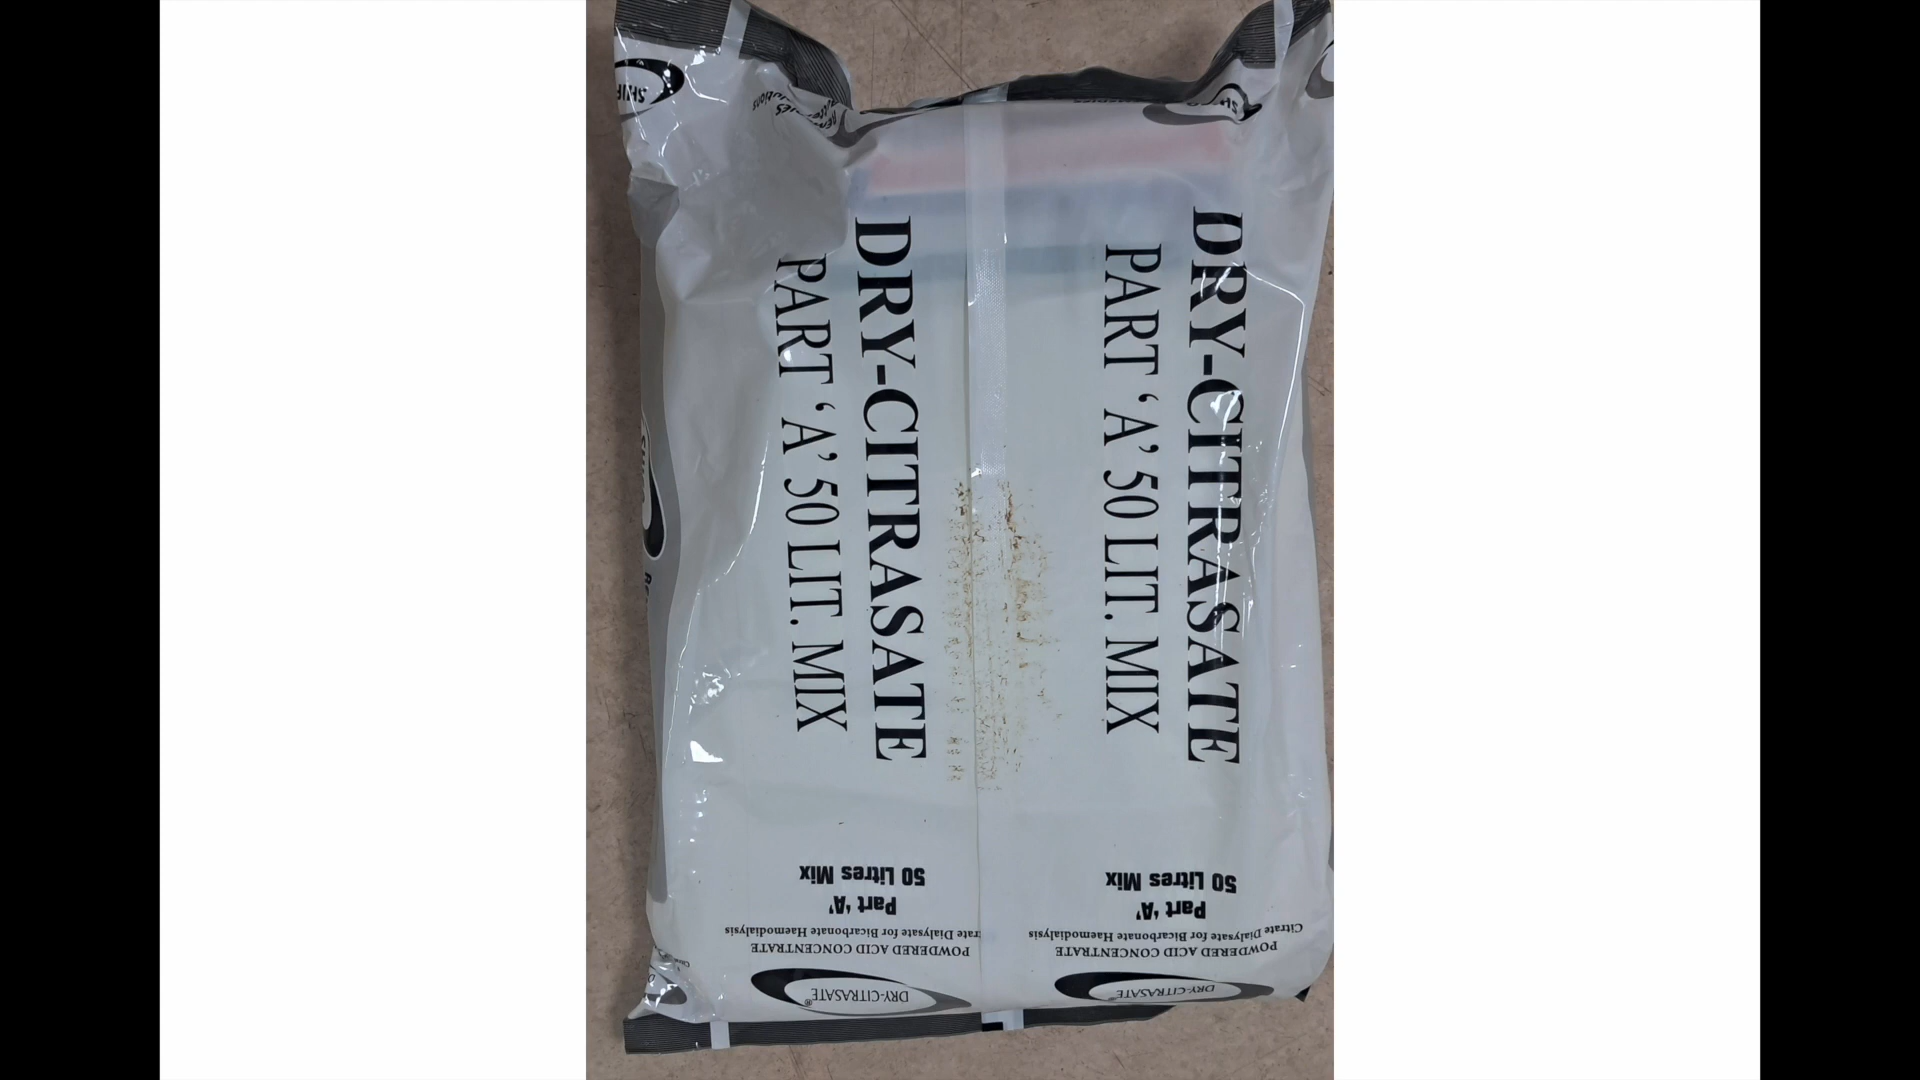 DRY-CITRASATE
PART ‘A’ 50 LIT. MIX
DRY-CITRASATE
PART ‘A’ 50 LIT. MIX
DRY-CITRASATE
POWDERED ACID CONCENTRATE
Citrate Dialysate for Bicarbonate Haemodialysis
Part ‘A’
50 Litres Mix
DRY-CITRASATE®
POWDERED ACID CONCENTRATE
Dialysate for Bicarbonate Haemodialysis
Part ‘A’
50 Litres Mix